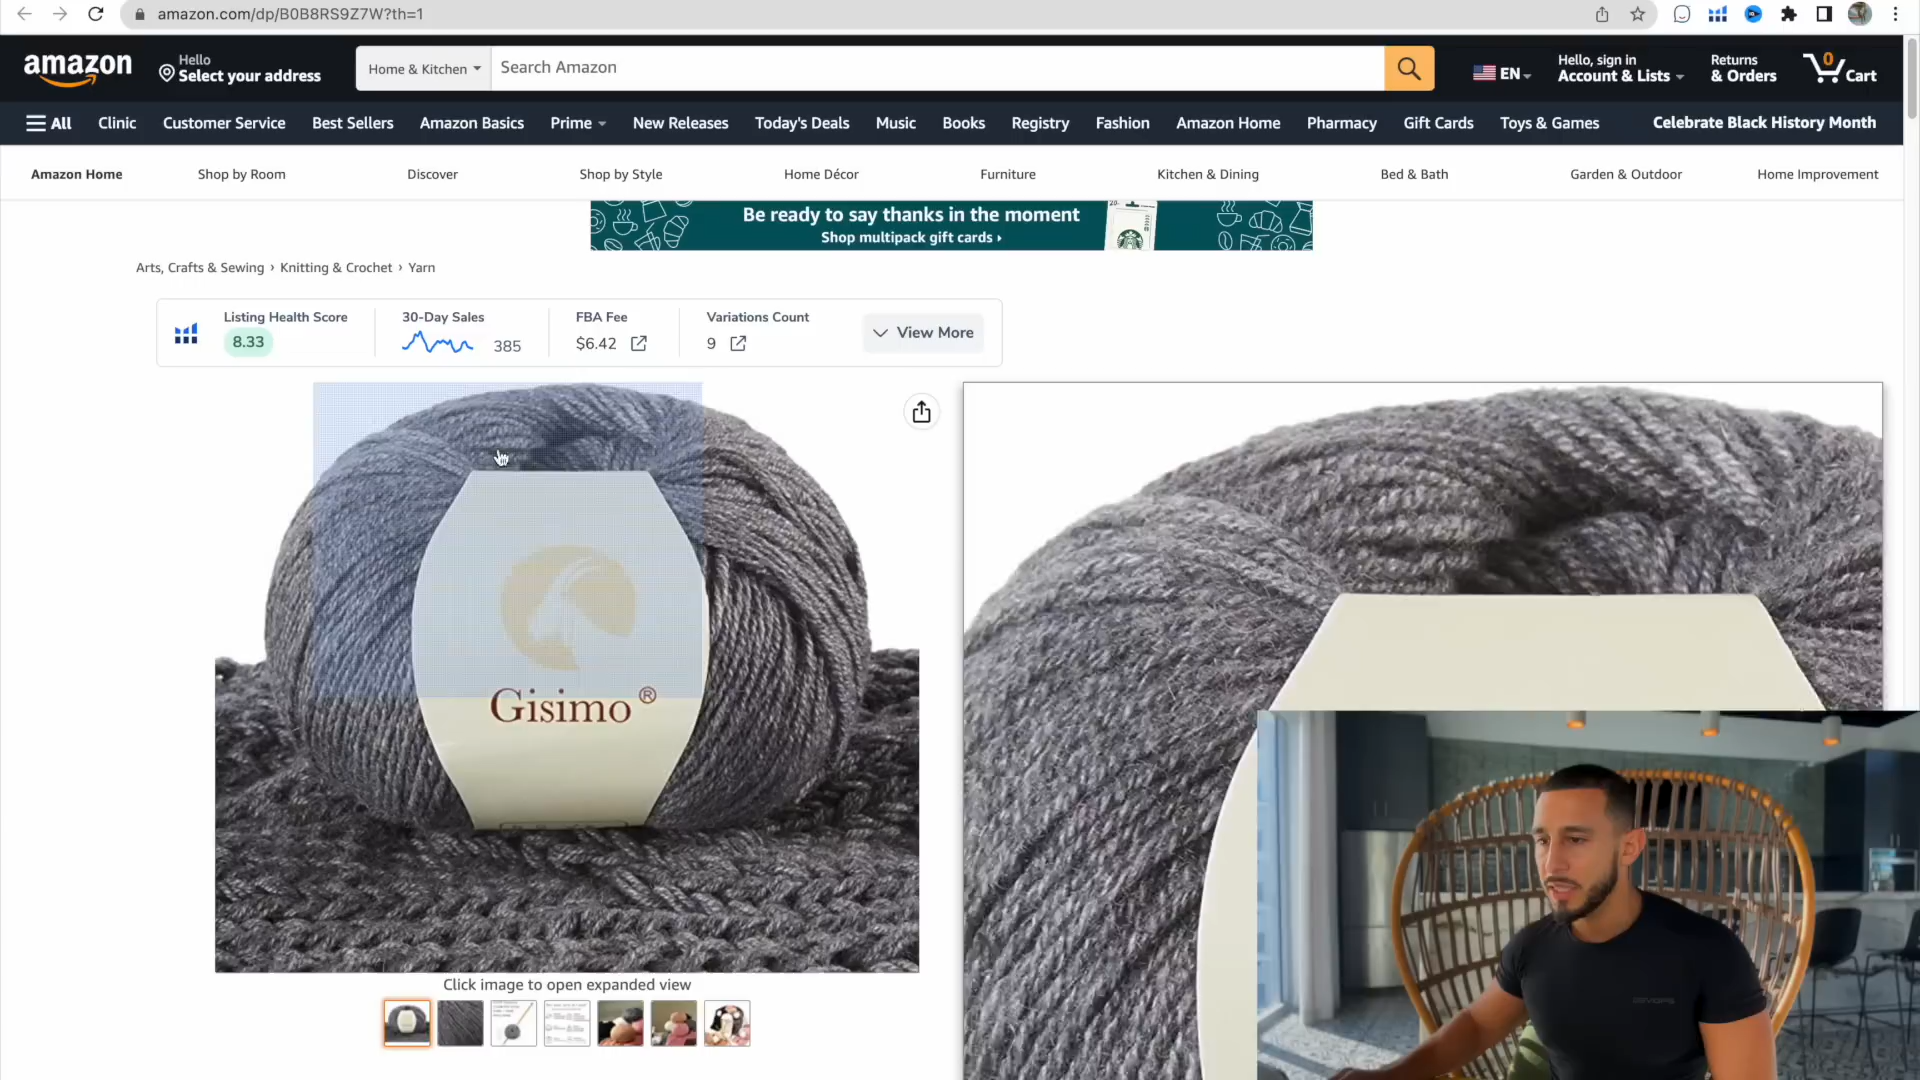 amazon.com/dp/B0B8RS9Z7W?th=1
amazon
Hello
Select your address
Home & Kitchen
Search Amazon
EN
Hello, sign in
Account & Lists
Returns
& Orders
0
Cart
All
Clinic
Customer Service
Best Sellers
Amazon Basics
Prime
New Releases
Today's Deals
Music
Books
Registry
Fashion
Amazon Home
Pharmacy
Gift Cards
Toys & Games
Celebrate Black History Month
Amazon Home
Shop by Room
Discover
Shop by Style
Home Décor
Furniture
Kitchen & Dining
Bed & Bath
Garden & Outdoor
Home Improvement
Be ready to say thanks in the moment
Shop multipack gift cards ›
Arts, Crafts & Sewing › Knitting & Crochet › Yarn
Listing Health Score
8.33
30-Day Sales
385
FBA Fee
$6.42
Variations Count
9
View More
Gisimo ®
Click image to open expanded view